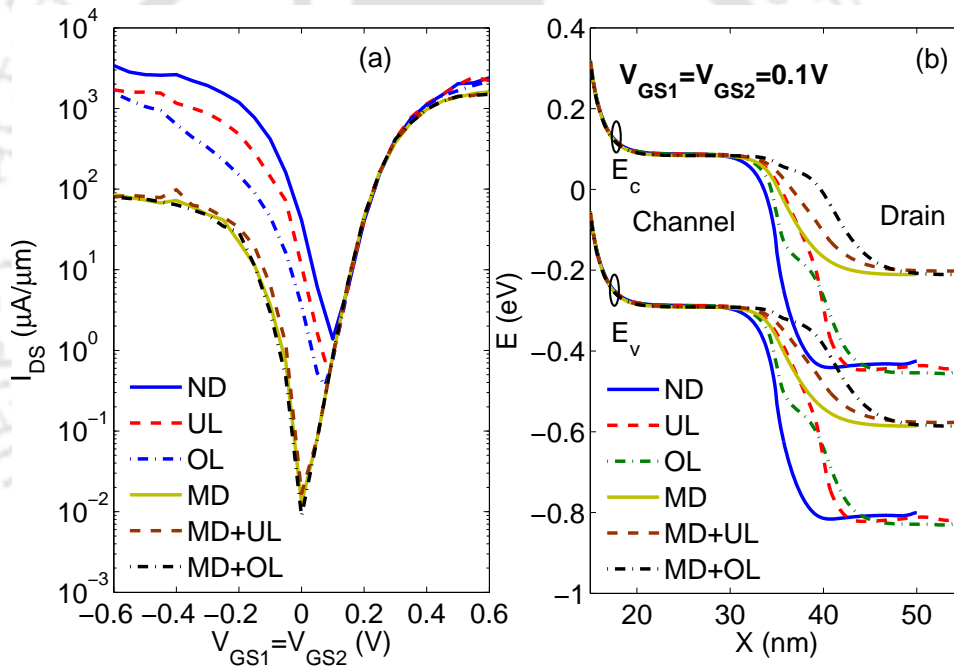 (a)
I_DS (μA/μm)
10^4
10^3
10^2
10^1
10^0
10^−1
10^−2
10^−3
ND
UL
OL
MD
MD+UL
MD+OL
−0.6 −0.4 −0.2 0 0.2 0.4 0.6
V_GS1=V_GS2 (V)
(b)
V_GS1=V_GS2=0.1V
E (eV)
0.4
0.2
0
−0.2
−0.4
−0.6
−0.8
−1
E_c
Channel
Drain
E_v
ND
UL
OL
MD
MD+UL
MD+OL
20 30 40 50
X (nm)